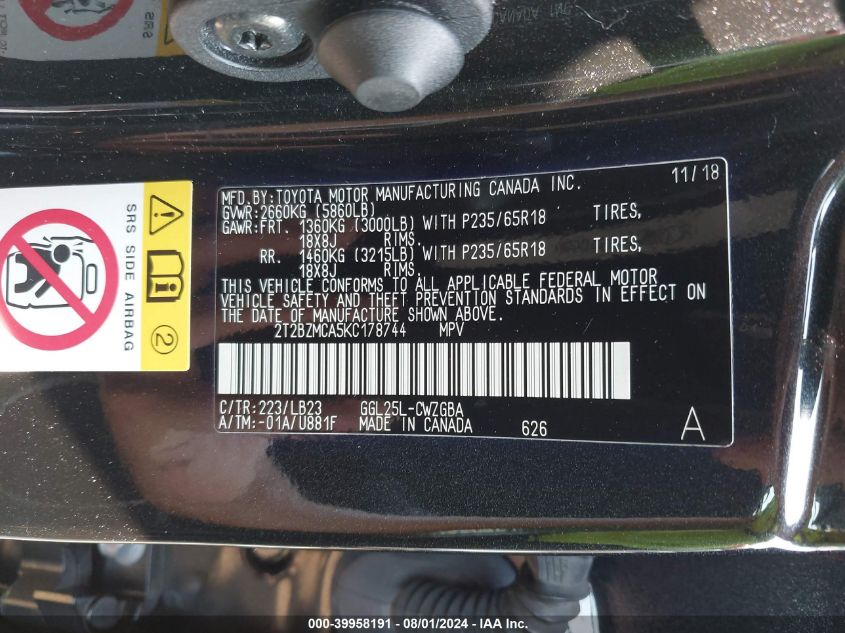 SRS SIDE AIRBAG
2
MFD.BY:TOYOTA MOTOR MANUFACTURING CANADA INC. 11/18
GVWR:2660KG (5860LB)
GAWR:FRT. 1360KG (3000LB) WITH P235/65R18 TIRES,
18X8J RIMS.
RR. 1460KG (3215LB) WITH P235/65R18 TIRES,
18X8J RIMS.
THIS VEHICLE CONFORMS TO ALL APPLICABLE FEDERAL MOTOR
VEHICLE SAFETY AND THEFT PREVENTION STANDARDS IN EFFECT ON
THE DATE OF MANUFACTURE SHOWN ABOVE.
2T2BZMCA5KC178744 MPV
C/TR:223/LB23 GGL25L-CWZGBA
A/TM:-01A/U881F MADE IN CANADA 626 A
000-39958191 - 08/01/2024 - IAA Inc.